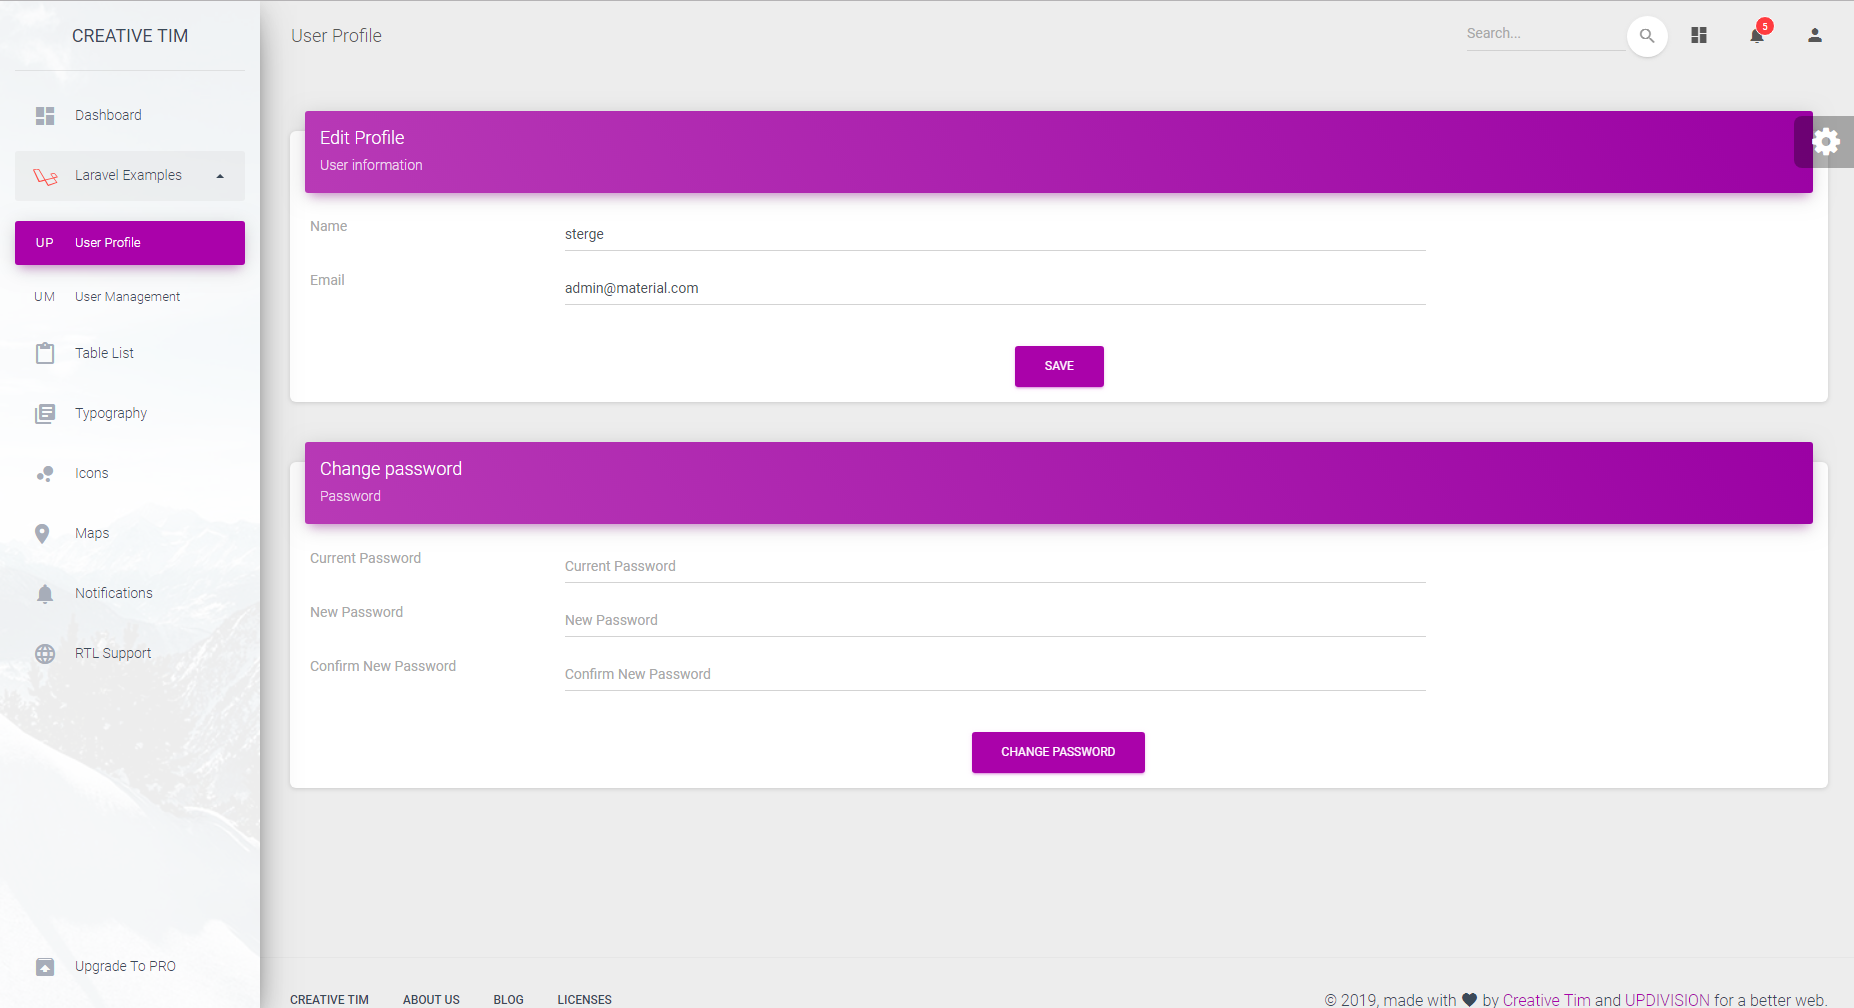 CREATIVE TIM
Dashboard
Laravel Examples
UP User Profile
UM User Management
Table List
Typography
Icons
Maps
Notifications
RTL Support
Upgrade To PRO
User Profile
Search...
5
Edit Profile
User information
Name
sterge
Email
admin@material.com
SAVE
Change password
Password
Current Password
Current Password
New Password
New Password
Confirm New Password
Confirm New Password
CHANGE PASSWORD
CREATIVE TIM ABOUT US BLOG LICENSES
© 2019, made with ♥ by Creative Tim and UPDIVISION for a better web.